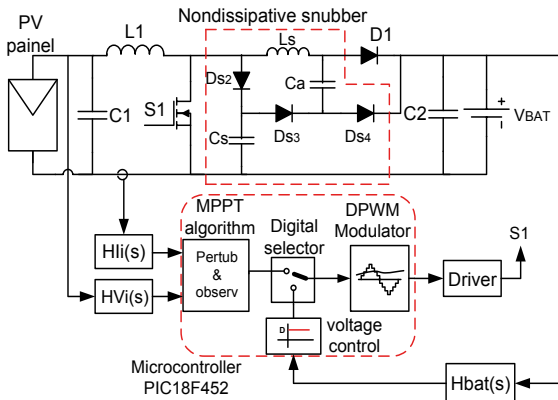 Nondissipative snubber
PV
painel
L1
Ls
D1
Ds2
Ca
C1
S1
C2
VBAT
+
Cs
Ds3
Ds4
MPPT
algorithm
Digital
selector
DPWM
Modulator
S1
HIi(s)
Pertub
&
observ
Driver
HVi(s)
D
voltage
control
Microcontroller
PIC18F452
Hbat(s)